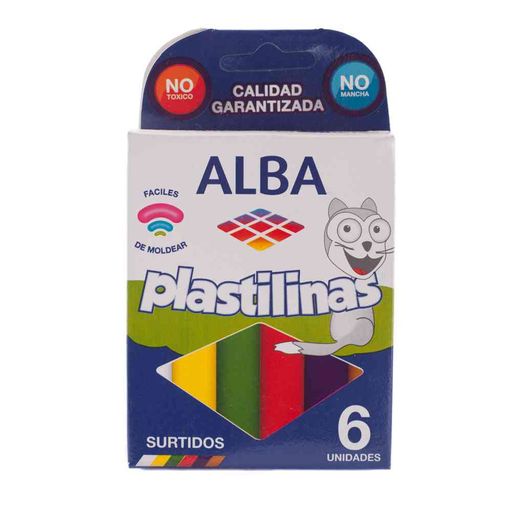 NO
TOXICO
CALIDAD
GARANTIZADA
NO
MANCHA
ALBA
FACILES
DE MOLDEAR
plastilinas
SURTIDOS
6
UNIDADES